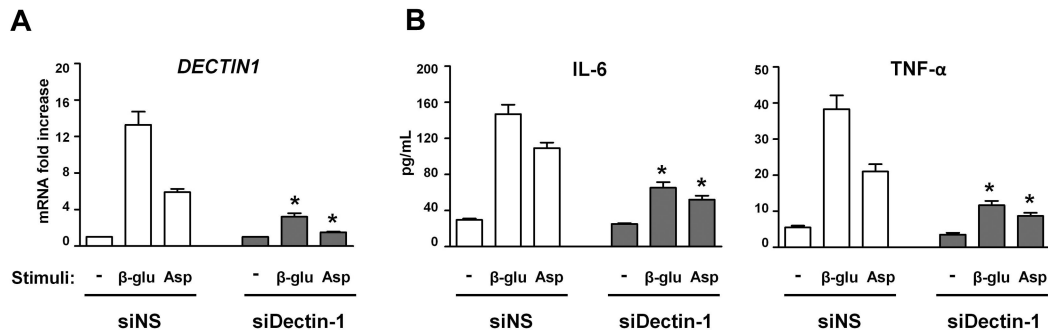 A
DECTIN1
mRNA fold increase
20
16
12
8
4
0
*
*
Stimuli:
- β-glu Asp
- β-glu Asp
siNS
siDectin-1
B
IL-6
pg/mL
200
160
120
80
40
0
*
*
- β-glu Asp
- β-glu Asp
siNS
siDectin-1
TNF-α
50
40
30
20
10
0
*
*
- β-glu Asp
- β-glu Asp
siNS
siDectin-1